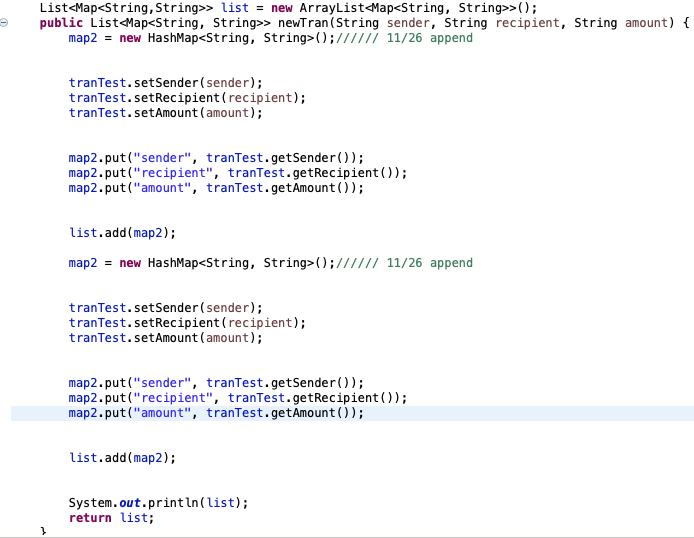 List<Map<String,String>> list = new ArrayList<Map<String, String>>();
public List<Map<String, String>> newTran(String sender, String recipient, String amount) {
map2 = new HashMap<String, String>();////// 11/26 append
tranTest.setSender(sender);
tranTest.setRecipient(recipient);
tranTest.setAmount(amount);
map2.put("sender", tranTest.getSender());
map2.put("recipient", tranTest.getRecipient());
map2.put("amount", tranTest.getAmount());
list.add(map2);
map2 = new HashMap<String, String>();////// 11/26 append
tranTest.setSender(sender);
tranTest.setRecipient(recipient);
tranTest.setAmount(amount);
map2.put("sender", tranTest.getSender());
map2.put("recipient", tranTest.getRecipient());
map2.put("amount", tranTest.getAmount());
list.add(map2);
System.out.println(list);
return list;
}